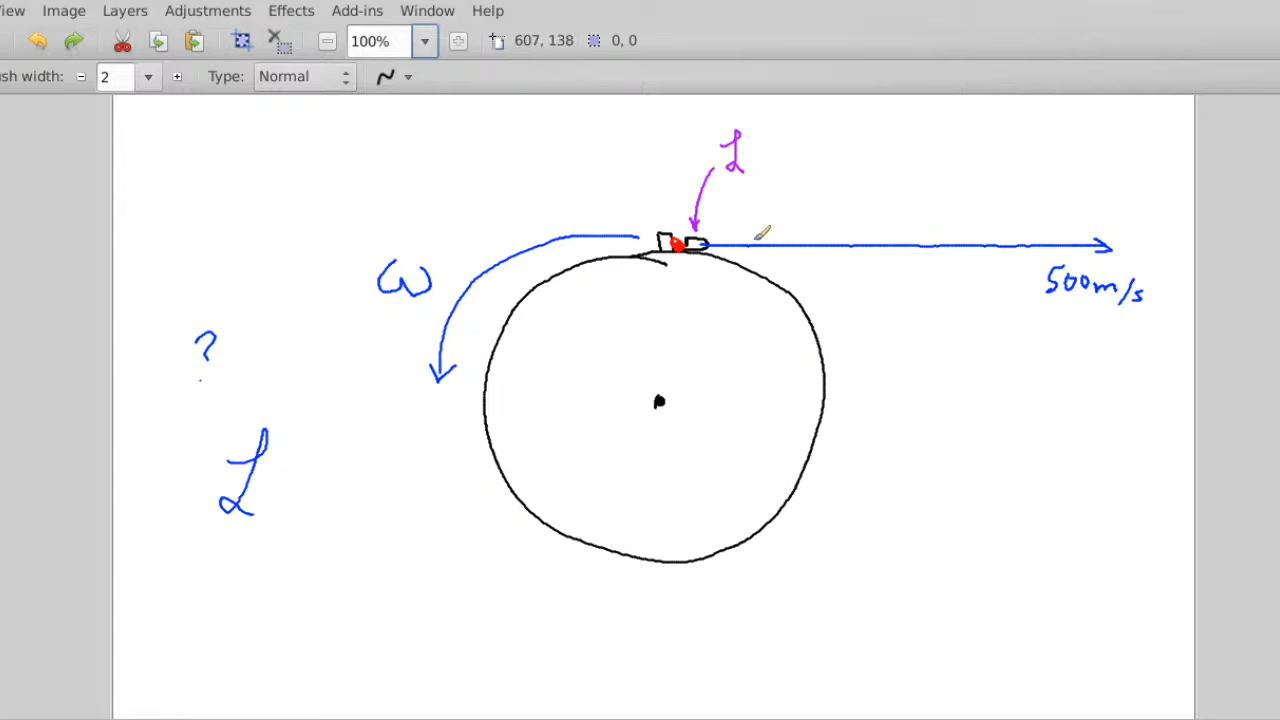 iew Image Layers Adjustments Effects Add-ins Window Help
100% 607, 138 0, 0
ush width: 2 Type: Normal
L
ω
500m/s
?
L